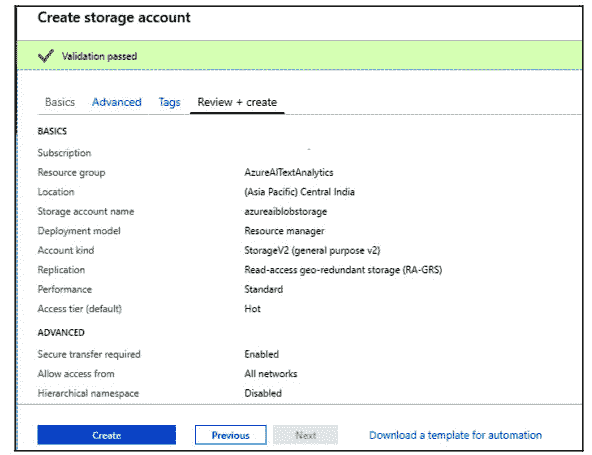 Create storage account
Validation passed
Basics Advanced Tags Review + create
BASICS
Subscription
Resource group AzureAITextAnalytics
Location (Asia Pacific) Central India
Storage account name azureaiblobstorage
Deployment model Resource manager
Account kind StorageV2 (general purpose v2)
Replication Read-access geo-redundant storage (RA-GRS)
Performance Standard
Access tier (default) Hot
ADVANCED
Secure transfer required Enabled
Allow access from All networks
Hierarchical namespace Disabled
Create Previous Next Download a template for automation